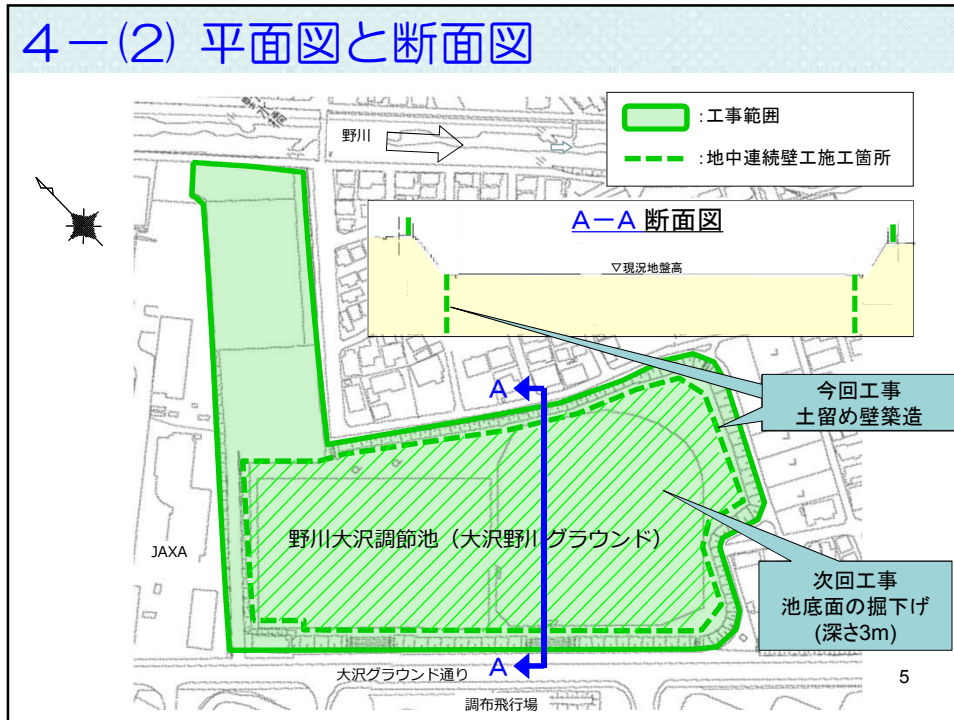 4－(2) 平面図と断面図
野川
：工事範囲
：地中連続壁工施工箇所
A－A 断面図
▽現況地盤高
A
今回工事
土留め壁築造
野川大沢調節池（大沢野川グラウンド）
JAXA
次回工事
池底面の掘下げ
(深さ3m)
A
大沢グラウンド通り
調布飛行場
5